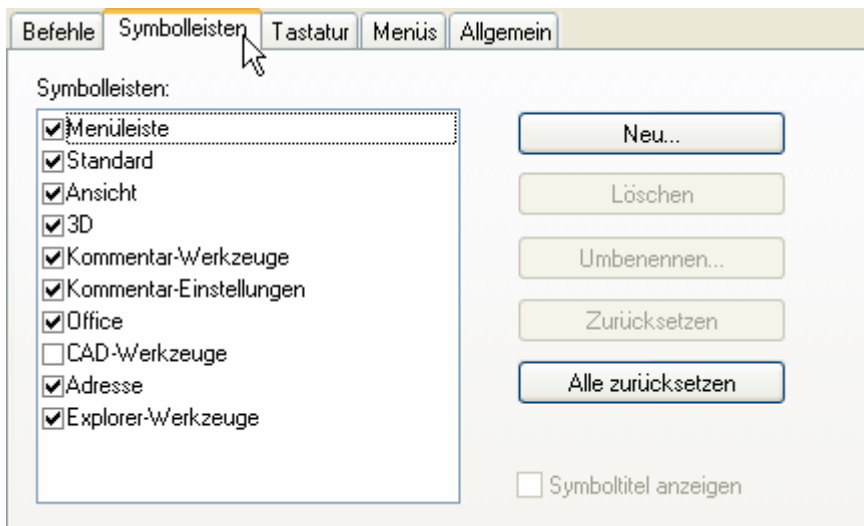 Befehle Symbolleisten Tastatur Menüs Allgemein
Symbolleisten:
Menüleiste
Standard
Ansicht
3D
Kommentar-Werkzeuge
Kommentar-Einstellungen
Office
CAD-Werkzeuge
Adresse
Explorer-Werkzeuge
Neu...
Löschen
Umbenennen...
Zurücksetzen
Alle zurücksetzen
Symboltitel anzeigen